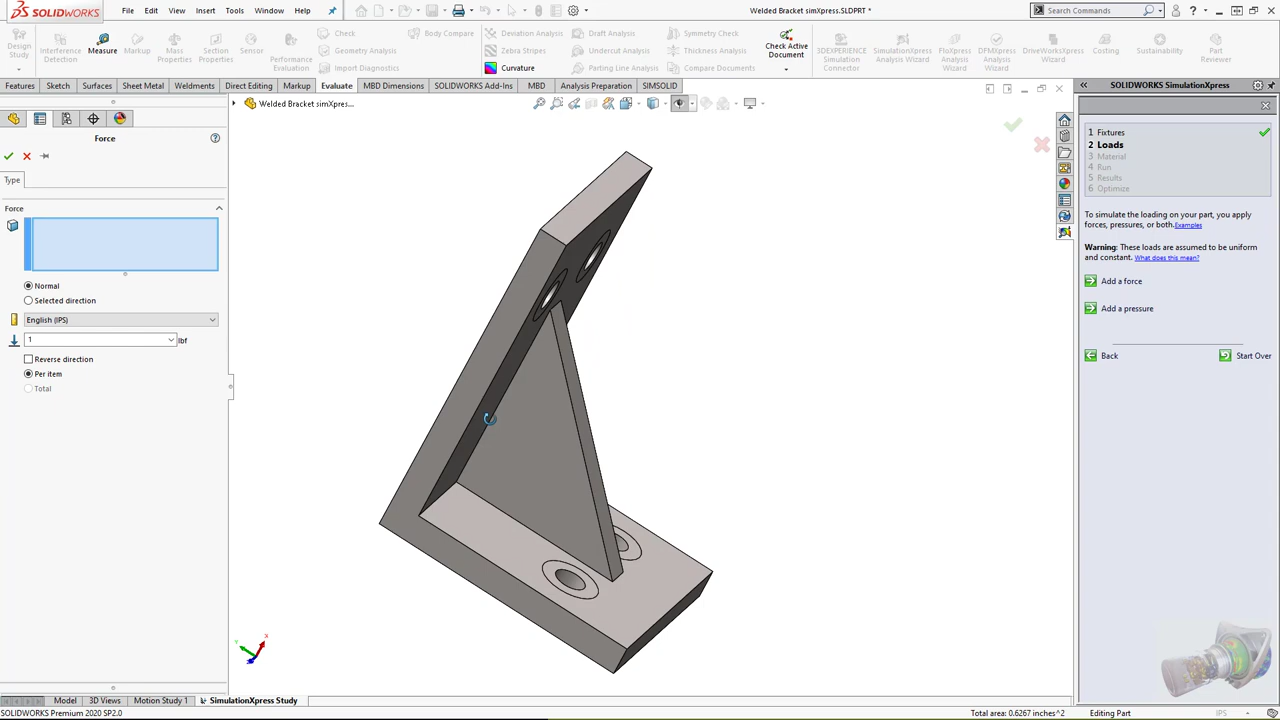 SOLIDWORKS File Edit View Insert Tools Window Help Welded Bracket simXpress.SLDPRT * Search Commands
Design Study Interference Detection Measure Markup Mass Properties Section Properties Sensor Performance Evaluation Check Body Compare Deviation Analysis Draft Analysis Symmetry Check Check Active Document 3DEXPERIENCE Simulation Connector SimulationXpress Analysis Wizard FloXpress Analysis Wizard DFMXpress Analysis Wizard DriveWorksXpress Wizard Costing Sustainability Part Reviewer
Geometry Analysis Zebra Stripes Undercut Analysis Thickness Analysis
Import Diagnostics Curvature Parting Line Analysis Compare Documents
Features Sketch Surfaces Sheet Metal Weldments Direct Editing Markup Evaluate MBD Dimensions SOLIDWORKS Add-Ins MBD Analysis Preparation SIMSOLID SOLIDWORKS SimulationXpress
Welded Bracket simXpres...
Force
Type
Force
Normal
Selected direction
English (IPS)
1 lbf
Reverse direction
Per item
Total
1 Fixtures
2 Loads
3 Material
4 Run
5 Results
6 Optimize
To simulate the loading on your part, you apply
forces, pressures, or both. Examples
Warning: These loads are assumed to be uniform
and constant. What does this mean?
Add a force
Add a pressure
Back Start Over
Y X Z
Model 3D Views Motion Study 1 SimulationXpress Study
SOLIDWORKS Premium 2020 SP2.0 Total area: 0.6267 inches^2 Editing Part IPS